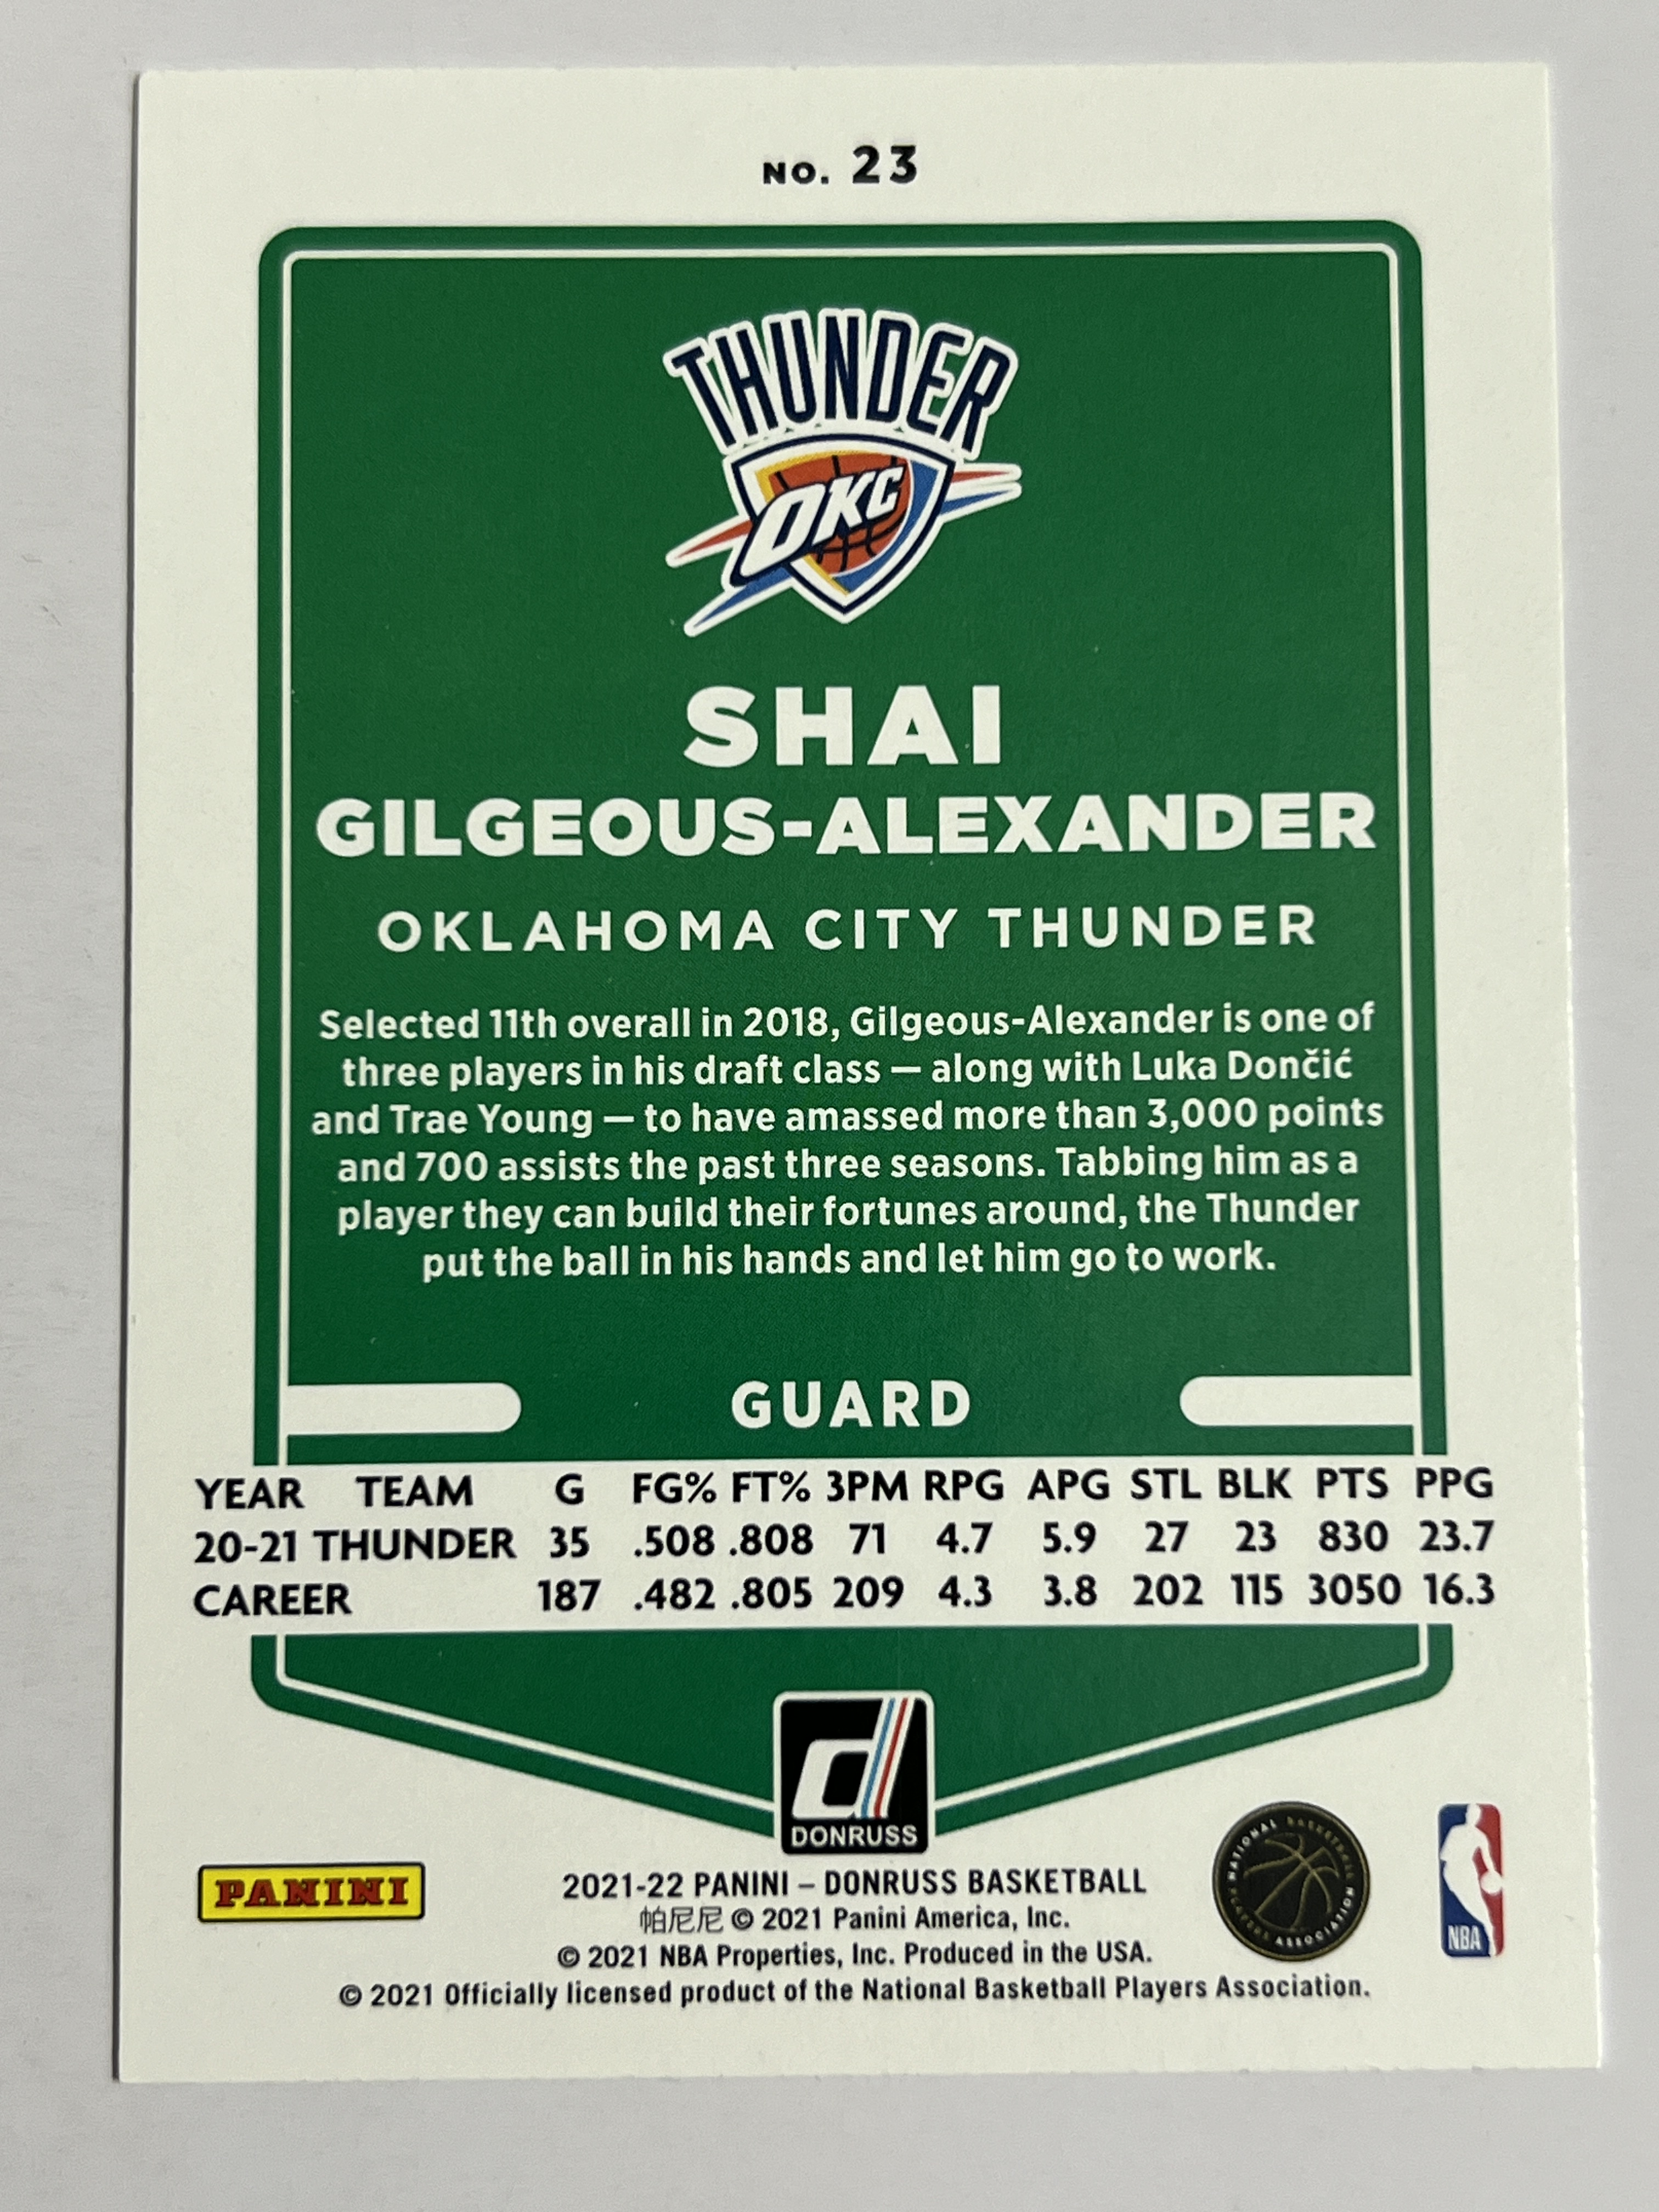 NO. 23
THUNDER
OKC
SHAI
GILGEOUS-ALEXANDER
OKLAHOMA CITY THUNDER
Selected 11th overall in 2018, Gilgeous-Alexander is one of
three players in his draft class — along with Luka Dončić
and Trae Young — to have amassed more than 3,000 points
and 700 assists the past three seasons. Tabbing him as a
player they can build their fortunes around, the Thunder
put the ball in his hands and let him go to work.
GUARD
YEAR TEAM G FG% FT% 3PM RPG APG STL BLK PTS PPG
20-21 THUNDER 35 .508 .808 71 4.7 5.9 27 23 830 23.7
CAREER 187 .482 .805 209 4.3 3.8 202 115 3050 16.3
d
DONRUSS
PANINI
2021-22 PANINI – DONRUSS BASKETBALL
帕尼尼 © 2021 Panini America, Inc.
© 2021 NBA Properties, Inc. Produced in the USA.
© 2021 Officially licensed product of the National Basketball Players Association.
NATIONAL BASKETBALL PLAYERS ASSOCIATION
NBA